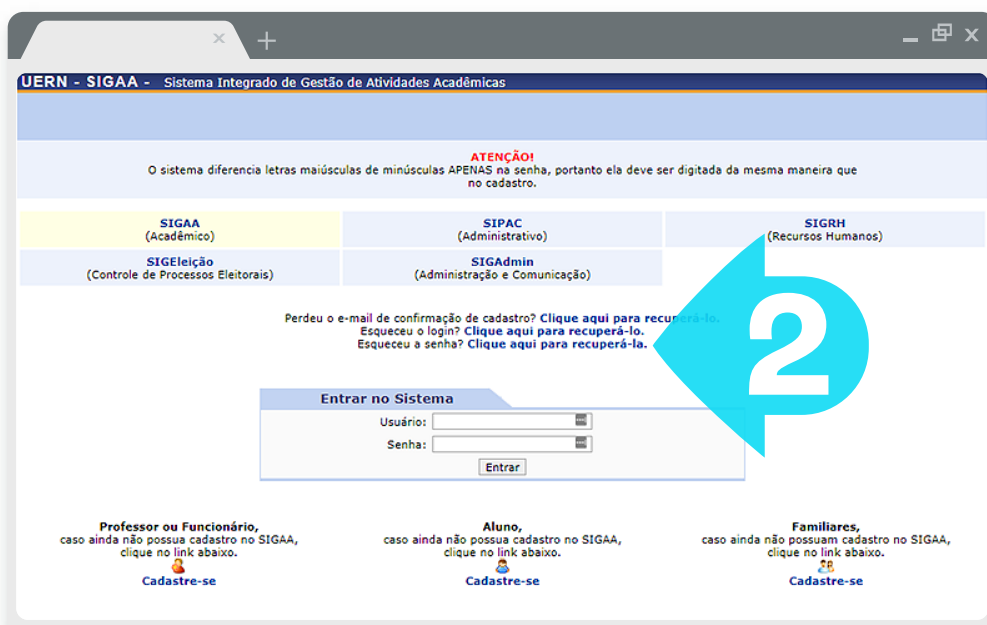 UERN - SIGAA - Sistema Integrado de Gestão de Atividades Acadêmicas
ATENÇÃO!
O sistema diferencia letras maiúsculas de minúsculas APENAS na senha, portanto ela deve ser digitada da mesma maneira que
no cadastro.
SIGAA
(Acadêmico)
SIPAC
(Administrativo)
SIGRH
(Recursos Humanos)
SIGEleição
(Controle de Processos Eleitorais)
SIGAdmin
(Administração e Comunicação)
Perdeu o e-mail de confirmação de cadastro? Clique aqui para recuperá-lo.
Esqueceu o login? Clique aqui para recuperá-lo.
Esqueceu a senha? Clique aqui para recuperá-la.
2
Entrar no Sistema
Usuário:
Senha:
Entrar
Professor ou Funcionário,
caso ainda não possua cadastro no SIGAA,
clique no link abaixo.
Cadastre-se
Aluno,
caso ainda não possua cadastro no SIGAA,
clique no link abaixo.
Cadastre-se
Familiares,
caso ainda não possuam cadastro no SIGAA,
clique no link abaixo.
Cadastre-se